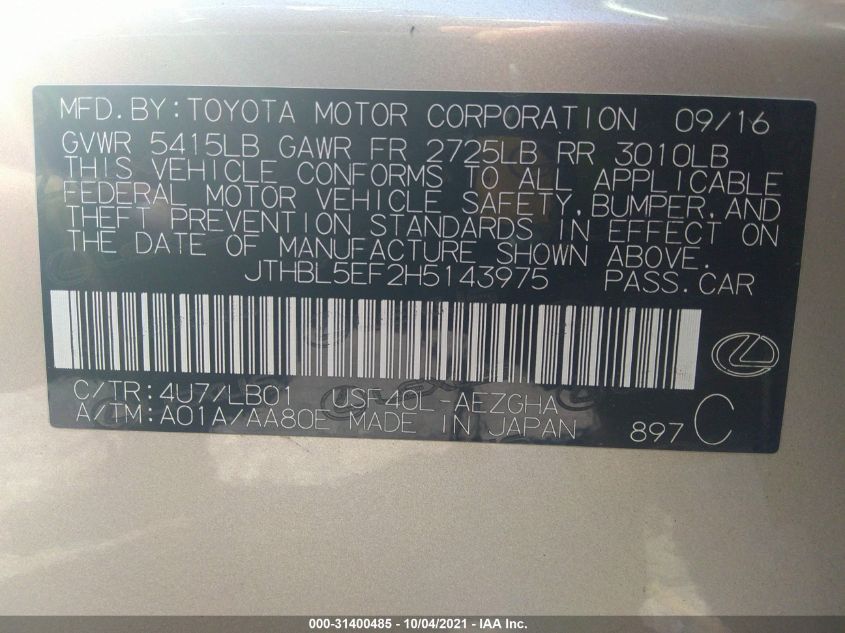 MFD.BY:TOYOTA MOTOR CORPORATION 09/16
GVWR 5415LB GAWR FR 2725LB RR 3010LB
THIS VEHICLE CONFORMS TO ALL APPLICABLE
FEDERAL MOTOR VEHICLE SAFETY,BUMPER,AND
THEFT PREVENTION STANDARDS IN EFFECT ON
THE DATE OF MANUFACTURE SHOWN ABOVE.
JTHBL5EF2H5143975 PASS.CAR
C/TR:4U7/LB01 USF40L-AEZGHA
A/TM:A01A/AA80E MADE IN JAPAN 897 C
000-31400485 - 10/04/2021 - IAA Inc.